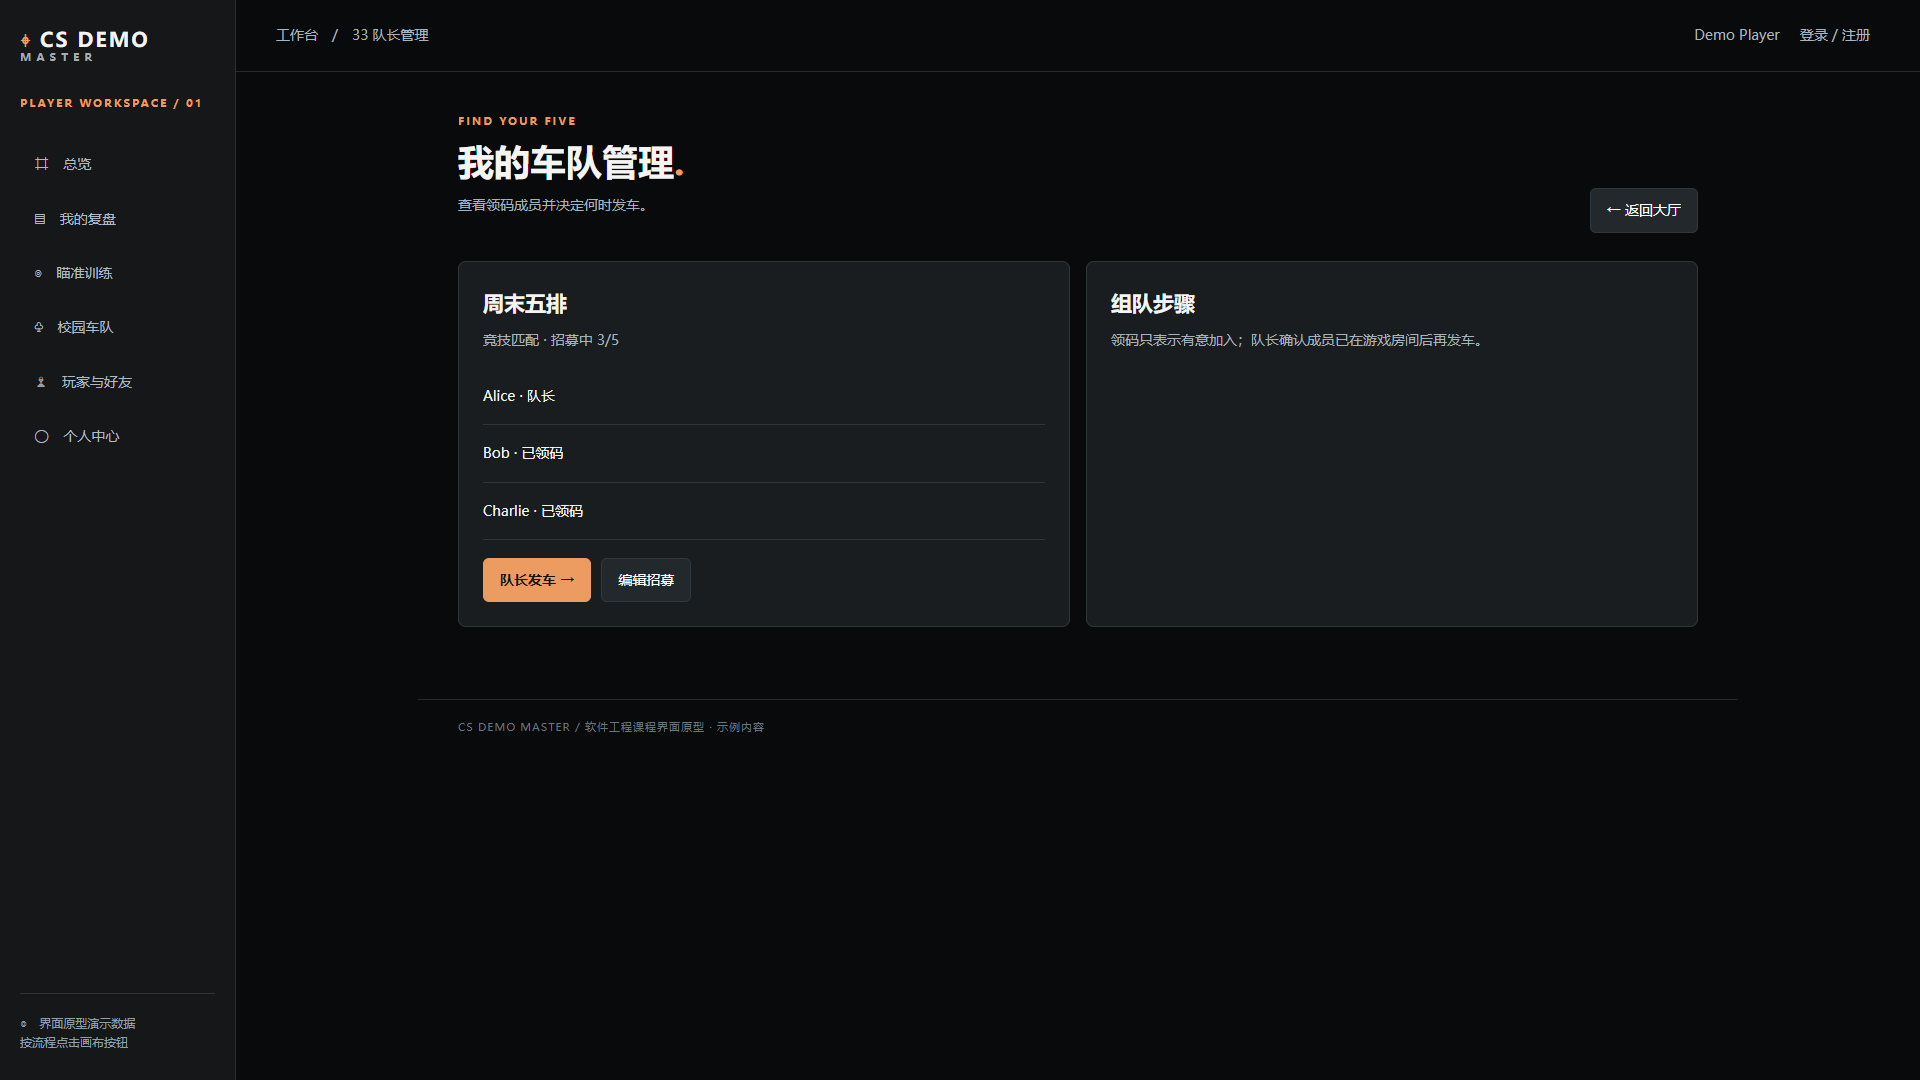 CS DEMO
MASTER
PLAYER WORKSPACE / 01
总览
我的复盘
瞄准训练
校园车队
玩家与好友
个人中心
界面原型演示数据
按流程点击画布按钮
工作台 / 33 队长管理
Demo Player 登录 / 注册
FIND YOUR FIVE
我的车队管理.
查看领码成员并决定何时发车。
← 返回大厅
周末五排
竞技匹配 · 招募中 3/5
Alice · 队长
Bob · 已领码
Charlie · 已领码
队长发车 →
编辑招募
组队步骤
领码只表示有意加入；队长确认成员已在游戏房间后再发车。
CS DEMO MASTER / 软件工程课程界面原型 · 示例内容